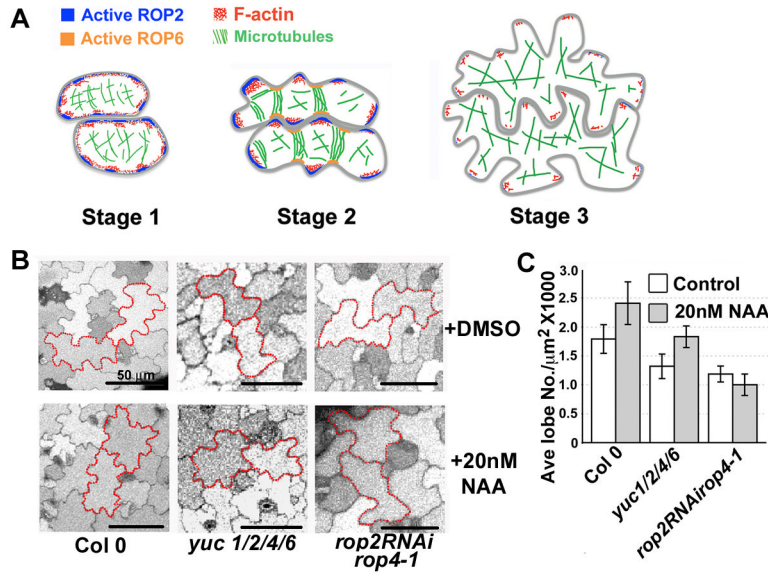 A
Active ROP2
F-actin
Active ROP6
Microtubules
Stage 1
Stage 2
Stage 3
B
50 µm
+DMSO
+20nM
NAA
Col 0
yuc 1/2/4/6
rop2RNAi
rop4-1
C
Ave lobe No./µm² X1000
3.0
2.5
2.0
1.5
1.0
0.5
0
Control
20nM NAA
Col 0
yuc1/2/4/6
rop2RNAirop4-1